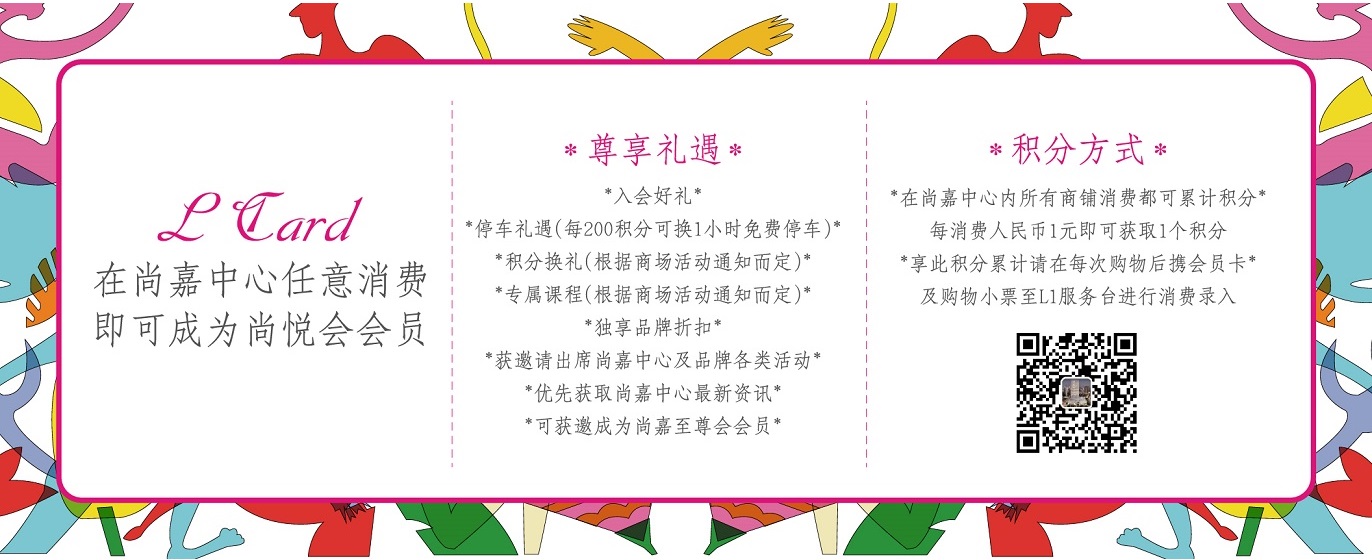 L Card
在尚嘉中心任意消费
即可成为尚悦会会员
*尊享礼遇*
*入会好礼*
*停车礼遇(每200积分可换1小时免费停车)*
*积分换礼(根据商场活动通知而定)*
*专属课程(根据商场活动通知而定)*
*独享品牌折扣*
*获邀请出席尚嘉中心及品牌各类活动*
*优先获取尚嘉中心最新资讯*
*可获邀成为尚嘉至尊会会员*
*积分方式*
*在尚嘉中心内所有商铺消费都可累计积分*
每消费人民币1元即可获取1个积分
*享此积分累计请在每次购物后携会员卡*
及购物小票至L1服务台进行消费录入